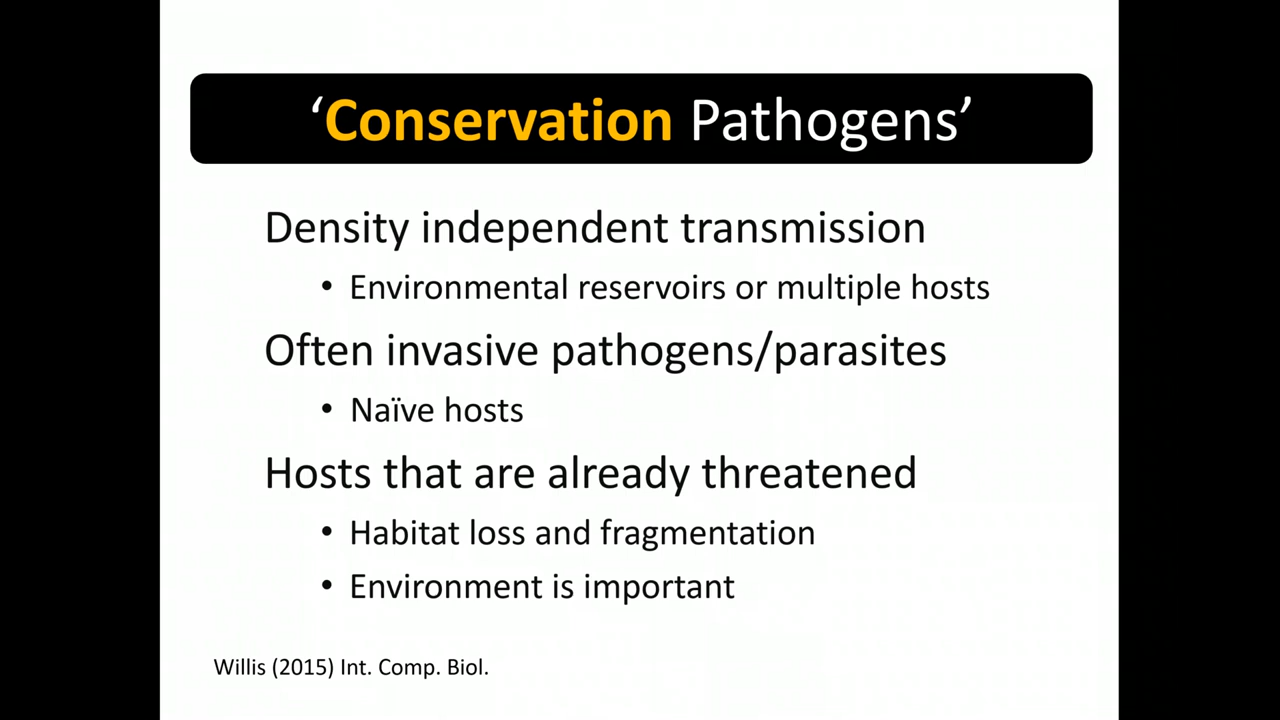 ‘Conservation Pathogens’
Density independent transmission
• Environmental reservoirs or multiple hosts
Often invasive pathogens/parasites
• Naïve hosts
Hosts that are already threatened
• Habitat loss and fragmentation
• Environment is important
Willis (2015) Int. Comp. Biol.